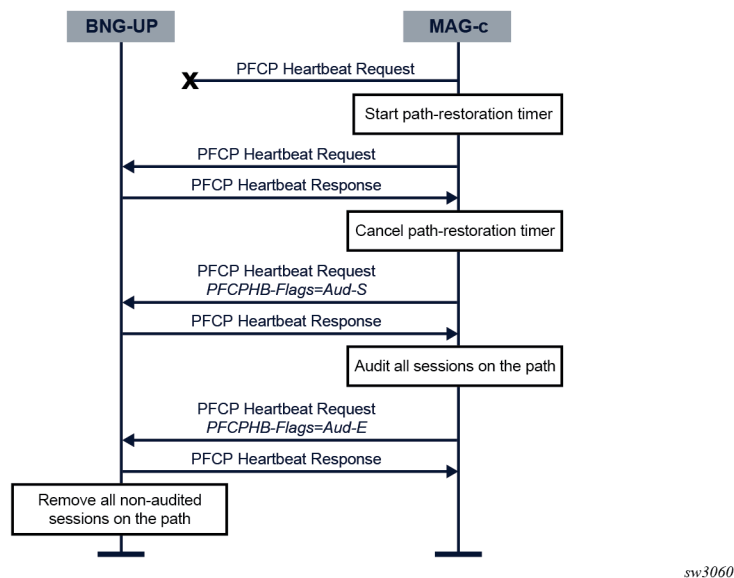 BNG-UP
MAG-c
PFCP Heartbeat Request
X
Start path-restoration timer
PFCP Heartbeat Request
PFCP Heartbeat Response
Cancel path-restoration timer
PFCP Heartbeat Request
PFCPHB-Flags=Aud-S
PFCP Heartbeat Response
Audit all sessions on the path
PFCP Heartbeat Request
PFCPHB-Flags=Aud-E
PFCP Heartbeat Response
Remove all non-audited
sessions on the path
sw3060